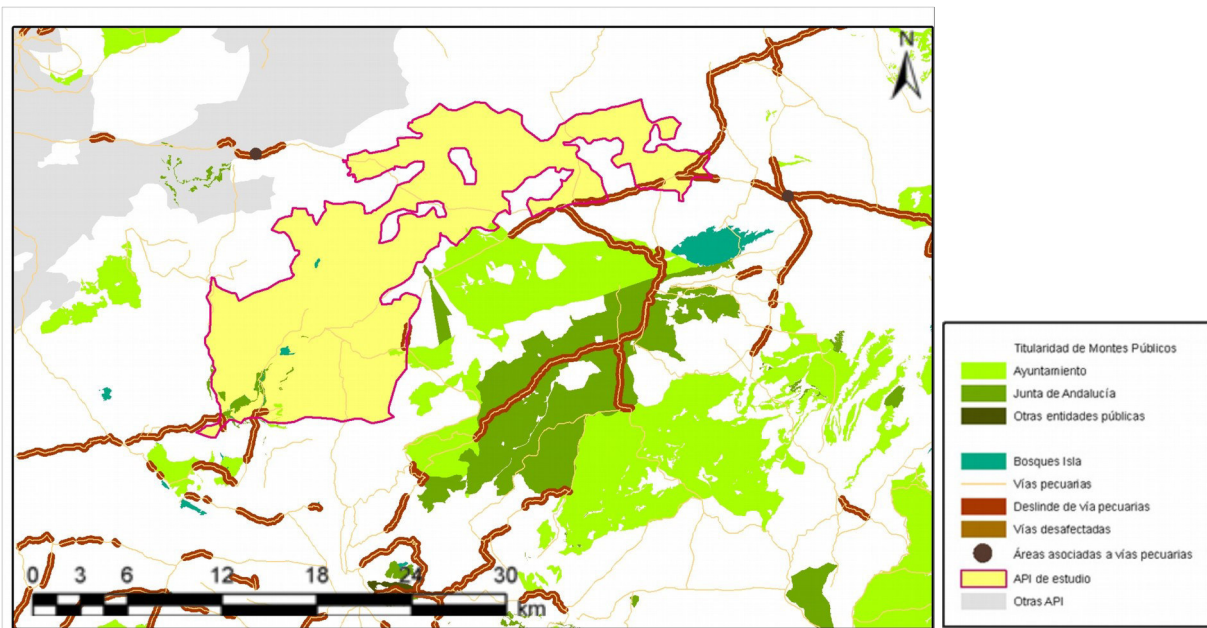 N
0 3 6 12 18 24 30
km
Titularidad de Montes Públicos
Ayuntamiento
Junta de Andalucía
Otras entidades públicas
Bosques Isla
Vías pecuarias
Deslinde de vía pecuarias
Vías desafectadas
Áreas asociadas a vías pecuarias
API de estudio
Otras API